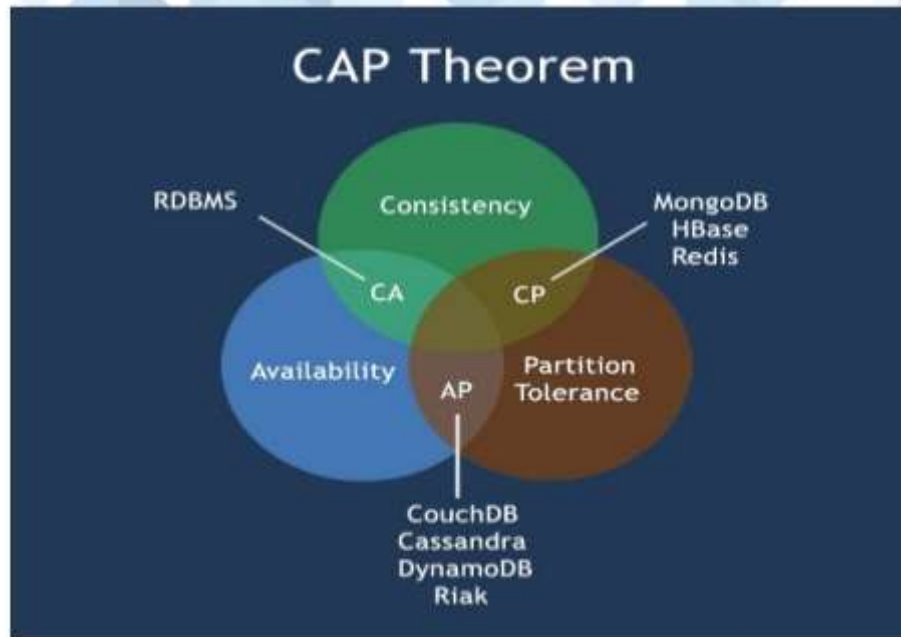 CAP Theorem
RDBMS
Consistency
MongoDB
HBase
Redis
CA
CP
Availability
AP
Partition
Tolerance
CouchDB
Cassandra
DynamoDB
Riak